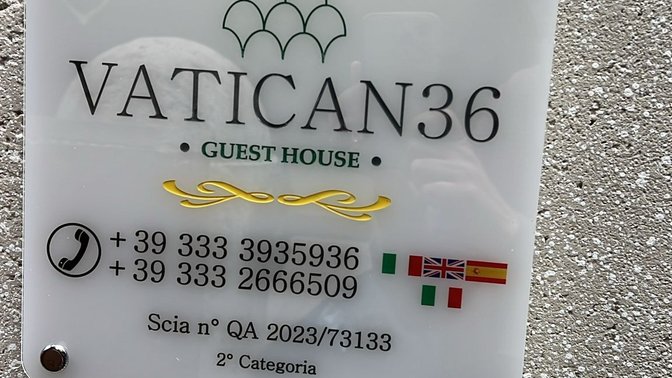 VATICAN36
• GUEST HOUSE •
+39 333 3935936
+39 333 2666509
Scia n° QA 2023/73133
2° Categoria